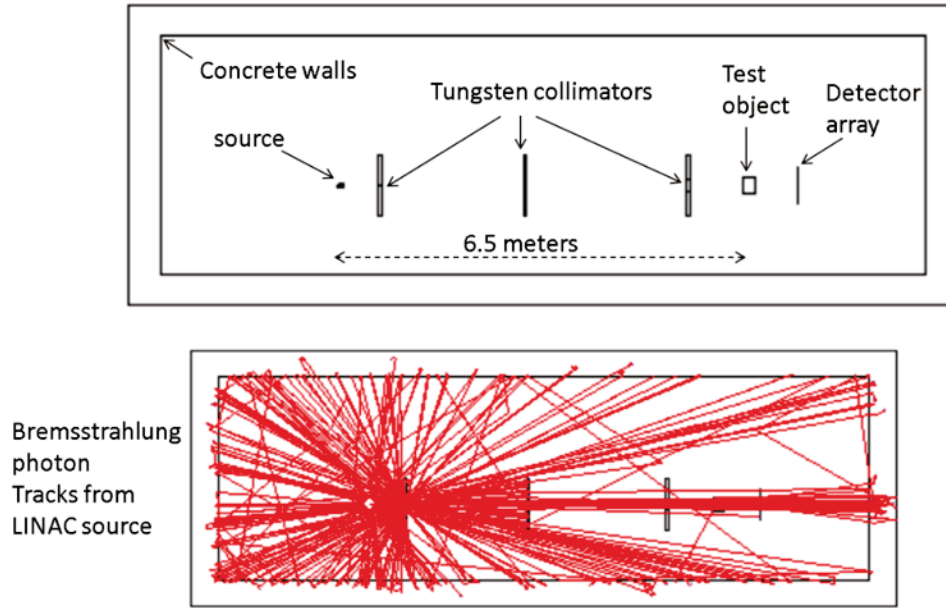 Concrete walls
Tungsten collimators
Test
object
Detector
array
source
6.5 meters
Bremsstrahlung
photon
Tracks from
LINAC source